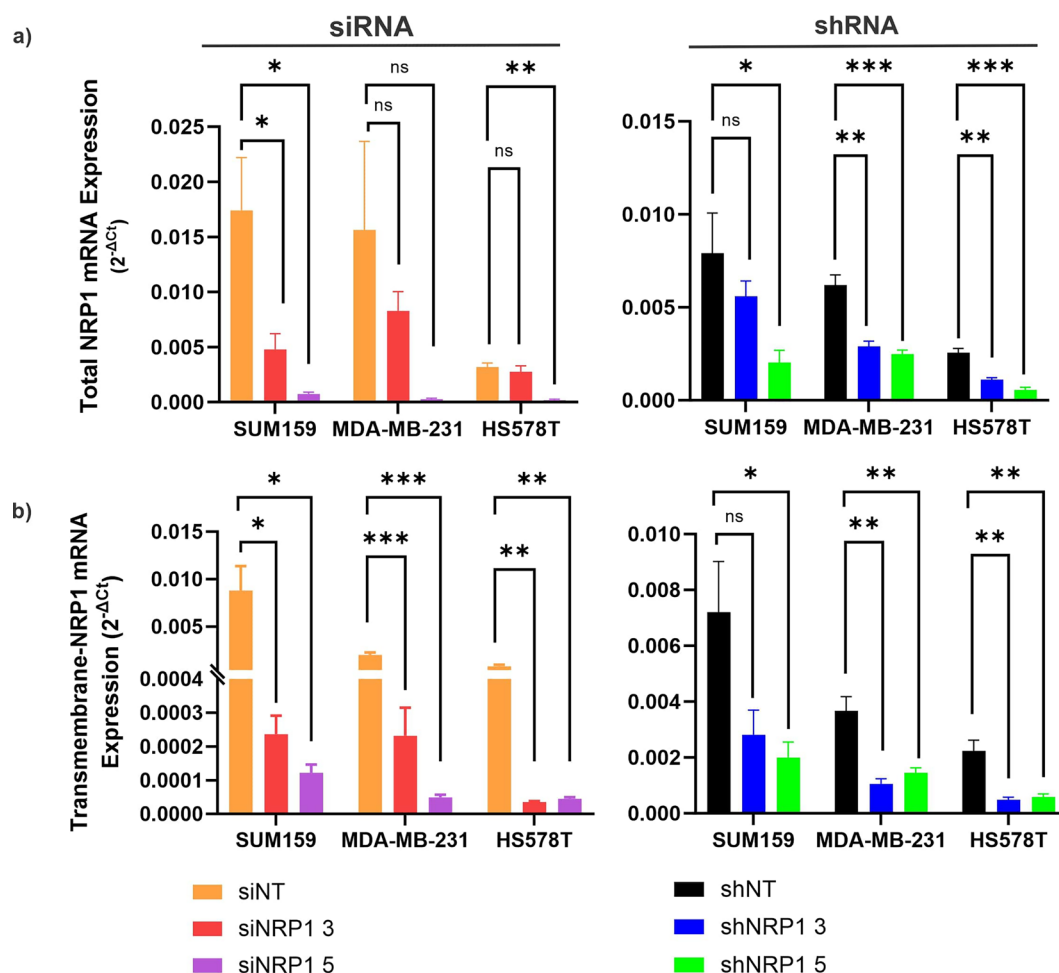 a)
siRNA
shRNA
Total NRP1 mRNA Expression
(2^-ΔCt)
* * ns ns ** ns
0.025
0.020
0.015
0.010
0.005
0.000
SUM159 MDA-MB-231 HS578T
* ns *** ** *** **
0.015
0.010
0.005
0.000
SUM159 MDA-MB-231 HS578T
b)
Transmembrane-NRP1 mRNA
Expression (2^-ΔCt)
* * *** *** ** **
0.015
0.010
0.005
0.0004
0.0003
0.0002
0.0001
0.0000
SUM159 MDA-MB-231 HS578T
* ns ** ** ** **
0.010
0.008
0.006
0.004
0.002
0.000
SUM159 MDA-MB-231 HS578T
siNT
siNRP1 3
siNRP1 5
shNT
shNRP1 3
shNRP1 5